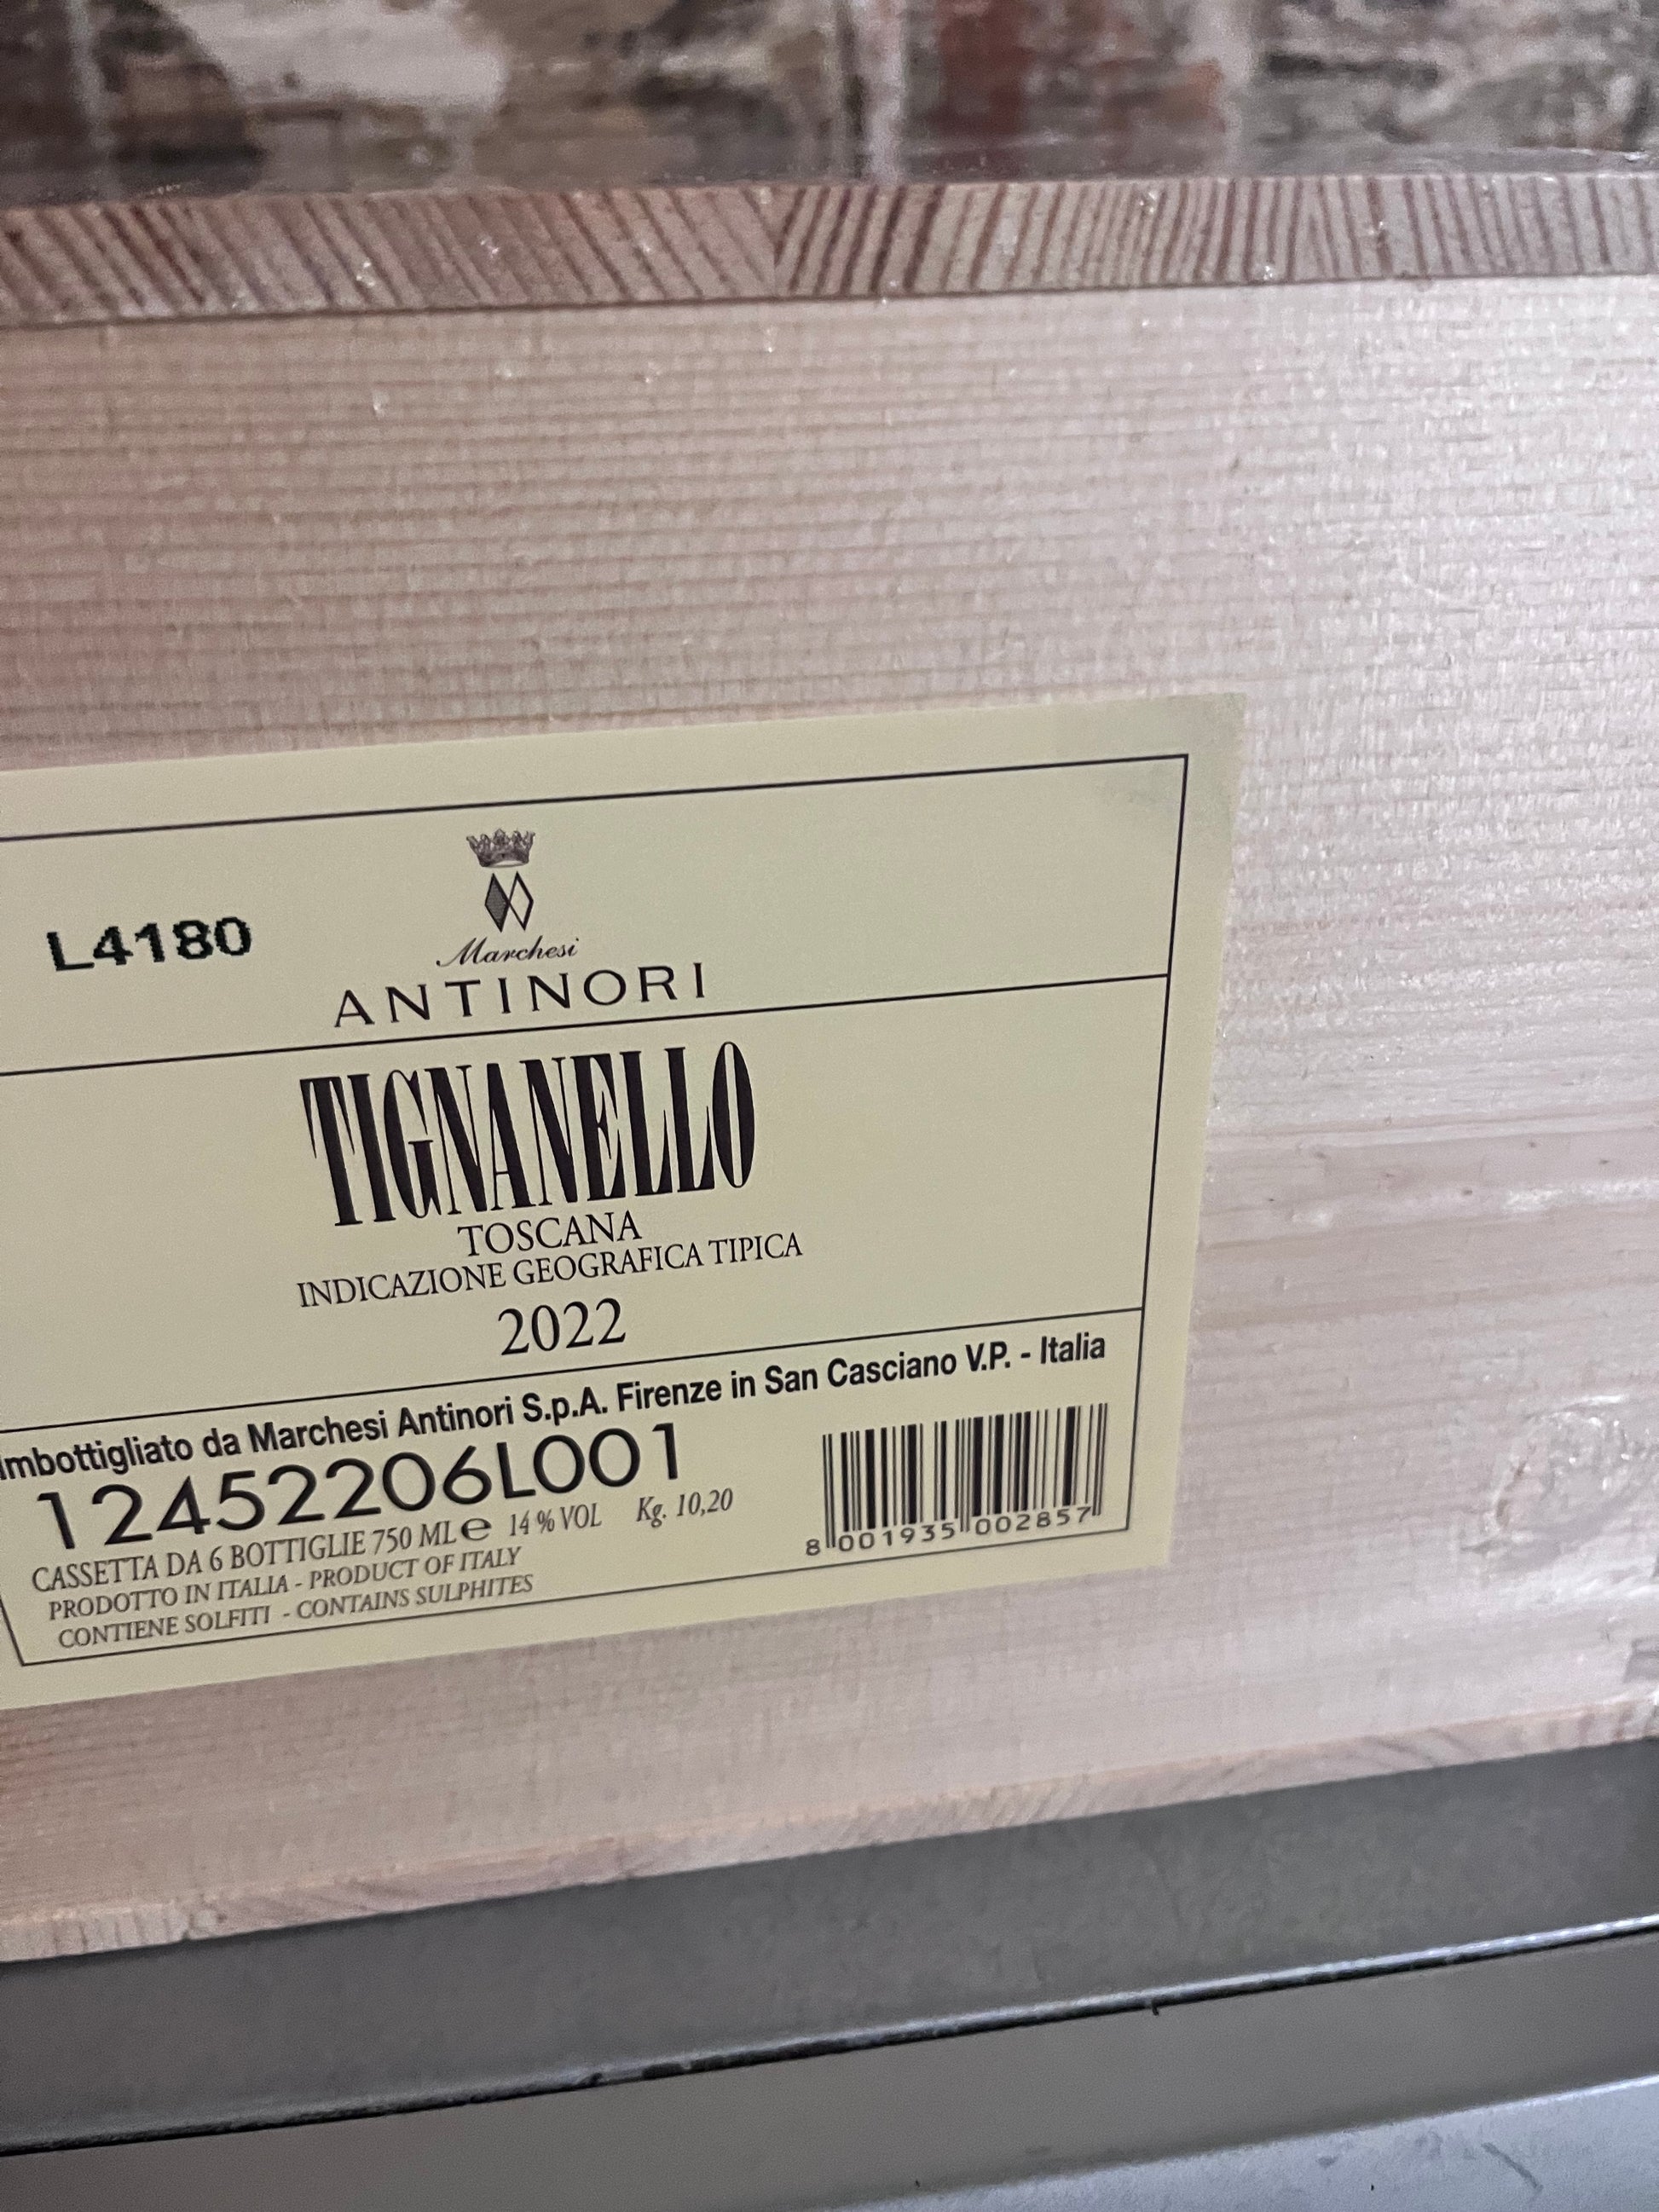 L4180
Marchesi
ANTINORI
TIGNANELLO
TOSCANA
INDICAZIONE GEOGRAFICA TIPICA
2022
Imbottigliato da Marchesi Antinori S.p.A. Firenze in San Casciano V.P. - Italia
12452206L001
CASSETTA DA 6 BOTTIGLIE 750 ML e 14 % VOL Kg. 10,20
PRODOTTO IN ITALIA - PRODUCT OF ITALY
CONTIENE SOLFITI - CONTAINS SULPHITES
8 001935 002857